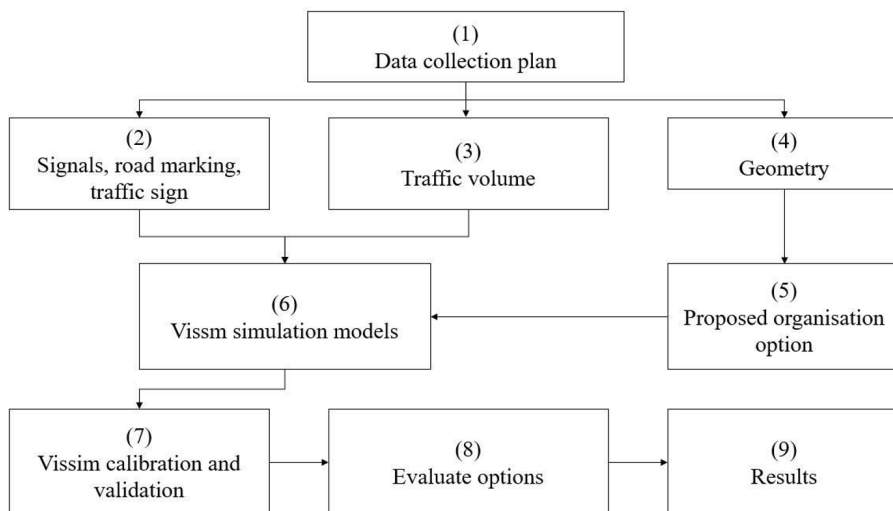 (1)
Data collection plan
(2)
Signals, road marking,
traffic sign
(3)
Traffic volume
(4)
Geometry
(5)
Proposed organisation
option
(6)
Vissm simulation models
(7)
Vissim calibration and
validation
(8)
Evaluate options
(9)
Results